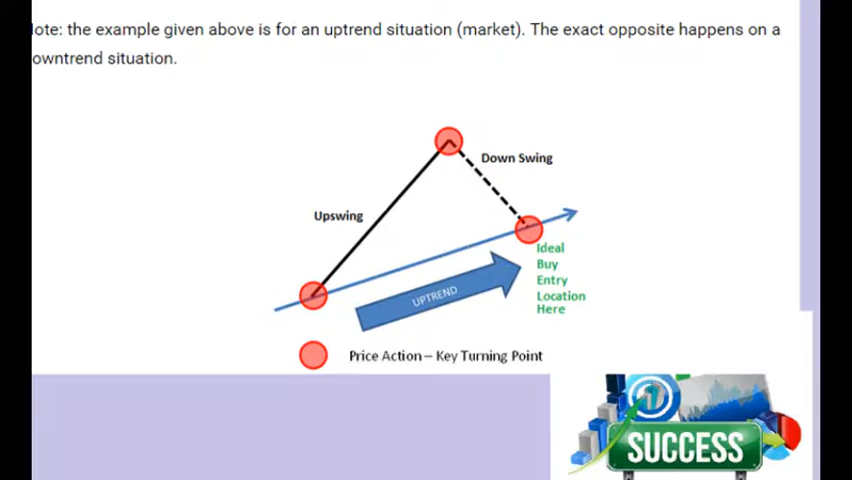 ote: the example given above is for an uptrend situation (market). The exact opposite happens on a
owntrend situation.
Down Swing
Upswing
Ideal
Buy
Entry
Location
Here
UPTREND
Price Action – Key Turning Point
SUCCESS